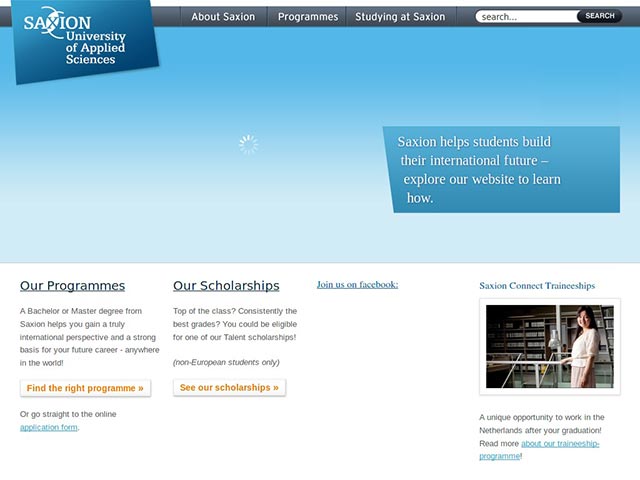 SAXION
University
of Applied
Sciences
About Saxion
Programmes
Studying at Saxion
search...
SEARCH
Saxion helps students build
their international future –
explore our website to learn
how.
Our Programmes
A Bachelor or Master degree from
Saxion helps you gain a truly
international perspective and a strong
basis for your future career - anywhere
in the world!
Find the right programme »
Or go straight to the online
application form.
Our Scholarships
Top of the class? Consistently the
best grades? You could be eligible
for one of our Talent scholarships!
(non-European students only)
See our scholarships »
Join us on facebook:
Saxion Connect Traineeships
A unique opportunity to work in the
Netherlands after your graduation!
Read more about our traineeship-
programme!